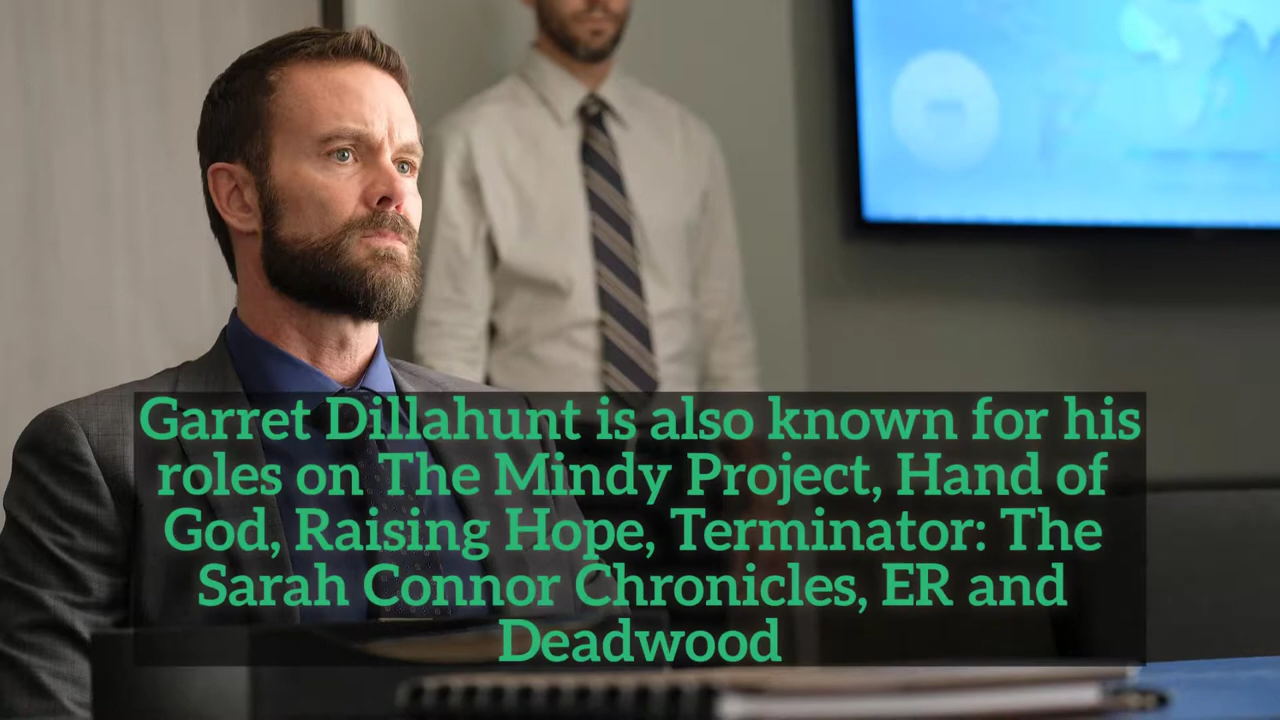 Garret Dillahunt is also known for his
roles on The Mindy Project, Hand of
God, Raising Hope, Terminator: The
Sarah Connor Chronicles, ER and
Deadwood